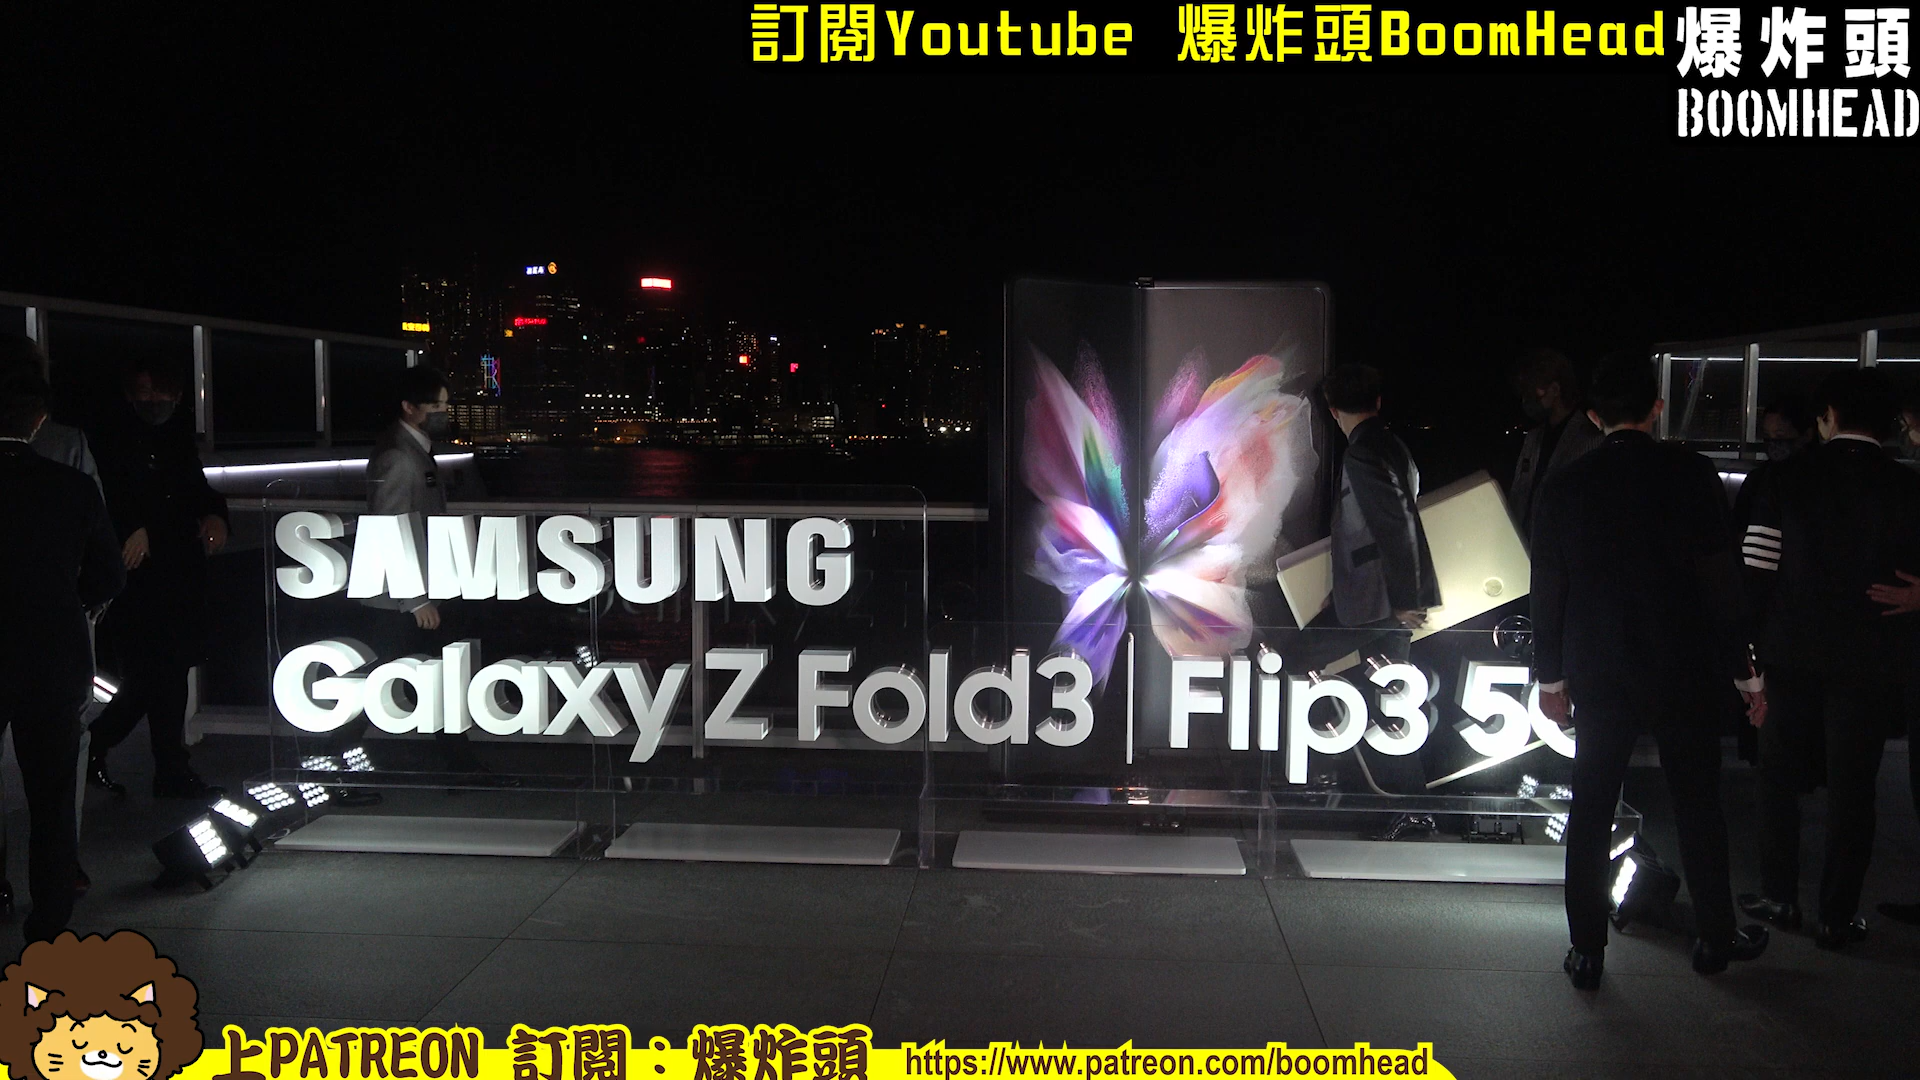 訂閱Youtube 爆炸頭BoomHead
爆炸頭
BOOMHEAD
SAMSUNG
Galaxy Z Fold3 | Flip3 5G
上PATREON 訂閱：爆炸頭 https://www.patreon.com/boomhead